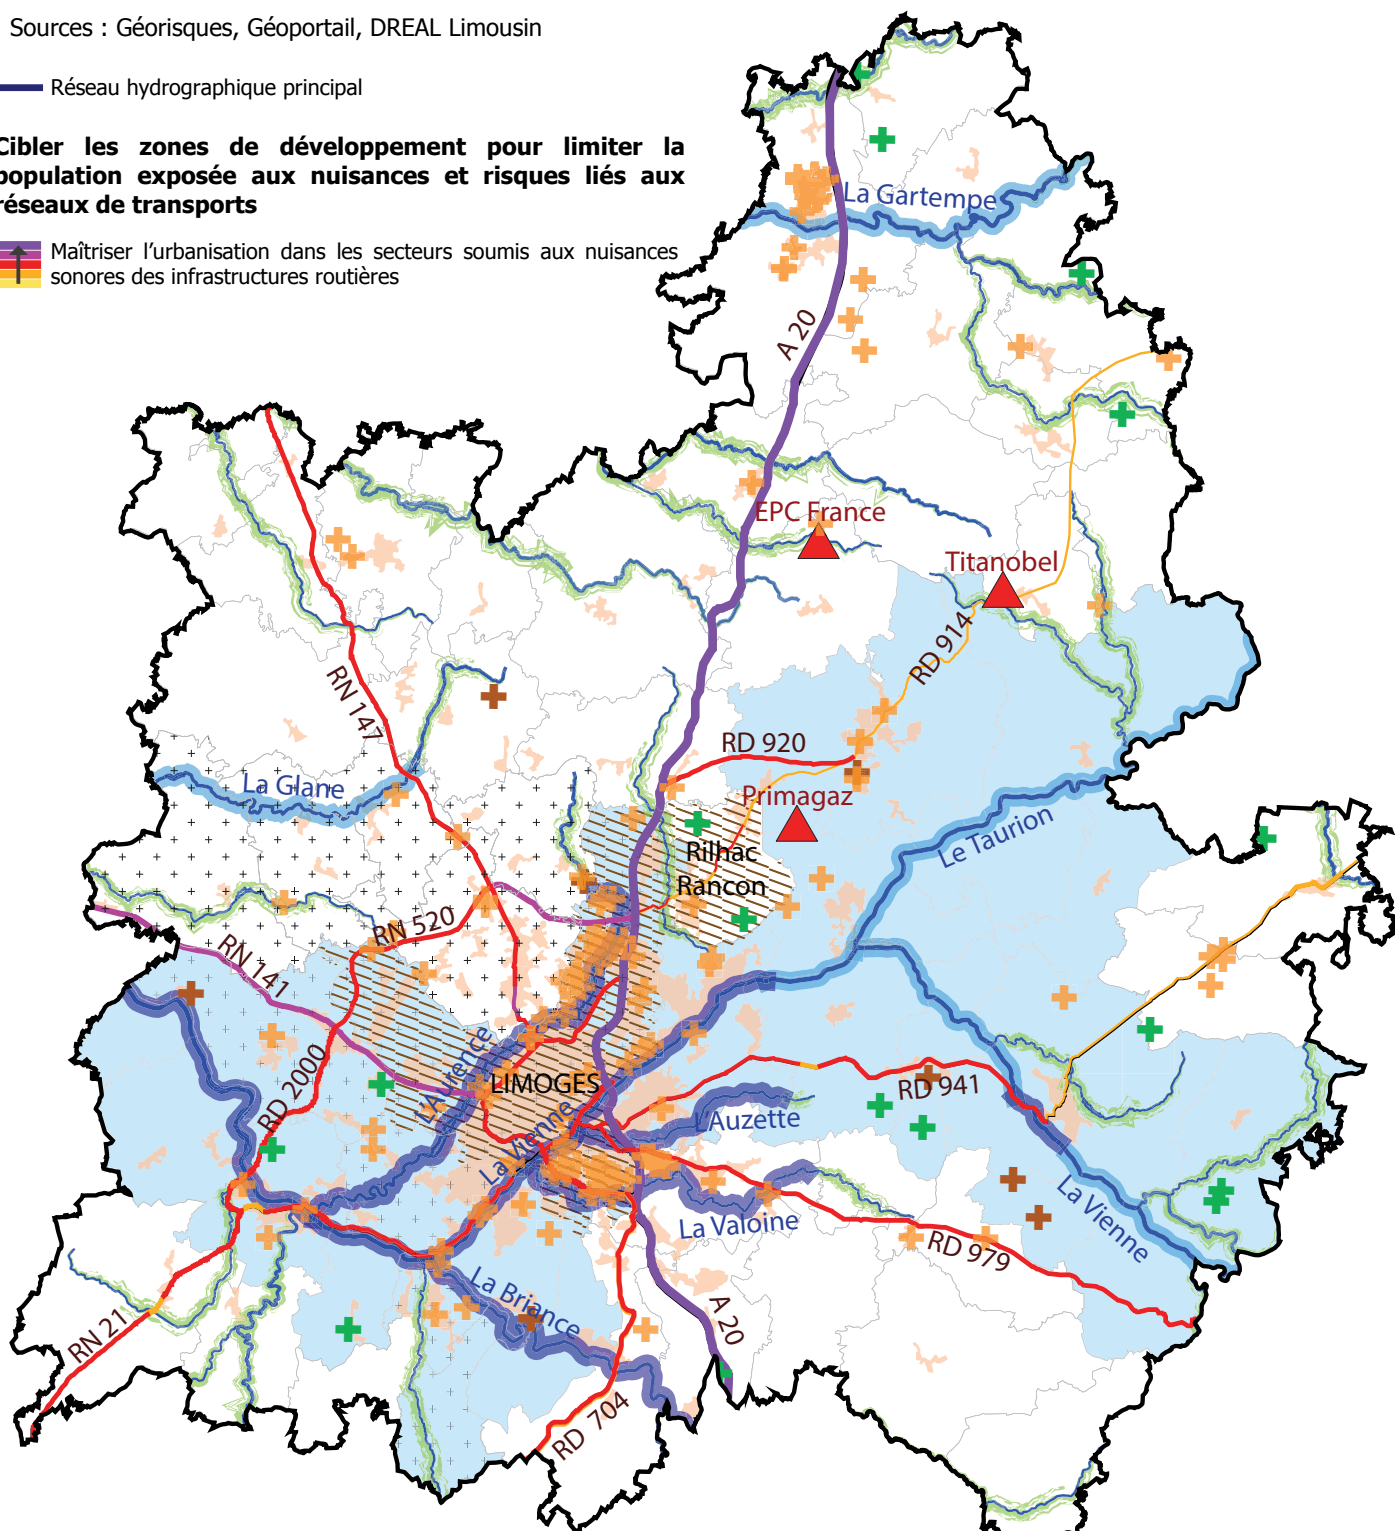 Sources : Géorisques, Géoportail, DREAL Limousin
Réseau hydrographique principal
Cibler les zones de développement pour limiter la
population exposée aux nuisances et risques liés aux
réseaux de transports
Maîtriser l'urbanisation dans les secteurs soumis aux nuisances
sonores des infrastructures routières
La Gartempe
A 20
EPC France
Titanobel
RD 914
RN 147
RD 920
La Glane
Primagaz
Le Taurion
Rilhac
Rancon
RN 520
RN 141
L'Aurence
RD 2000
LIMOGES
RD 941
L'Auzette
La Vienne
La Vienne
La Valoine
RD 979
La Briance
A 20
RN 21
RD 704